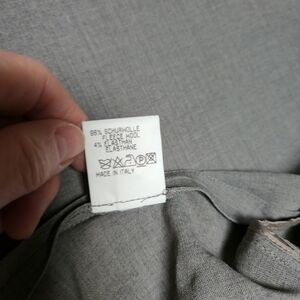 96% SCHURWOLLE
FLEECE WOOL
4% ELASTHAN
ELASTHANE
MADE IN ITALY